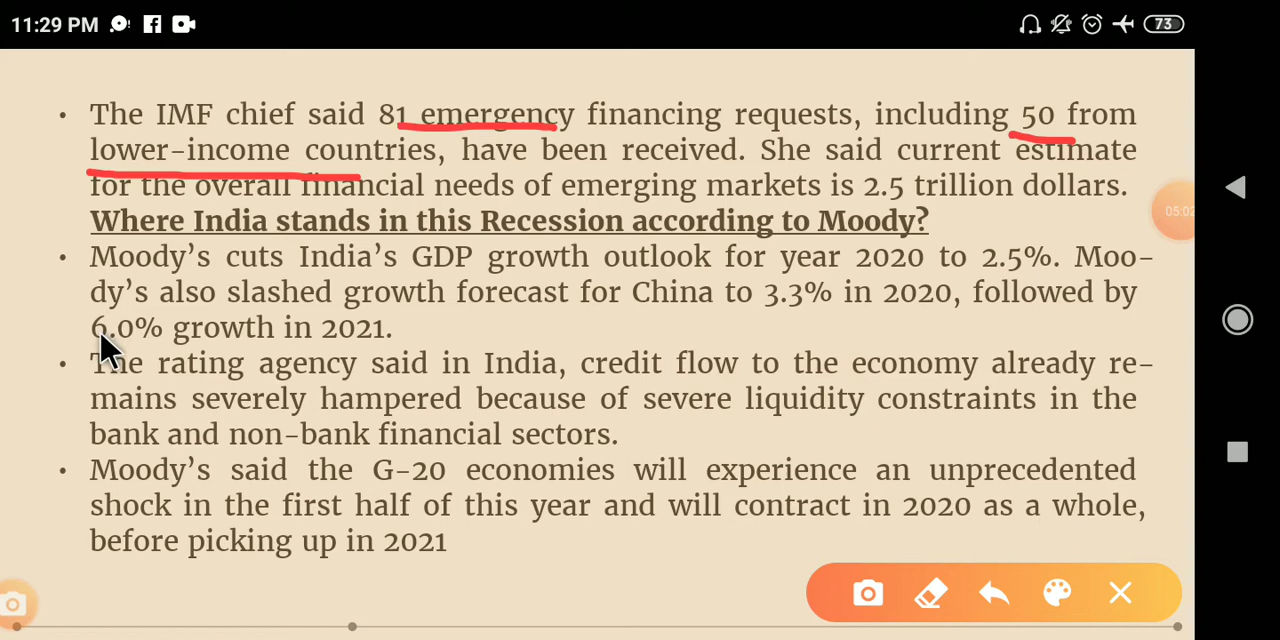 11:29 PM
73
• The IMF chief said 81 emergency financing requests, including 50 from
lower-income countries, have been received. She said current estimate
for the overall financial needs of emerging markets is 2.5 trillion dollars.
05:02
Where India stands in this Recession according to Moody?
• Moody’s cuts India’s GDP growth outlook for year 2020 to 2.5%. Moo-
dy’s also slashed growth forecast for China to 3.3% in 2020, followed by
6.0% growth in 2021.
• The rating agency said in India, credit flow to the economy already re-
mains severely hampered because of severe liquidity constraints in the
bank and non-bank financial sectors.
• Moody’s said the G-20 economies will experience an unprecedented
shock in the first half of this year and will contract in 2020 as a whole,
before picking up in 2021